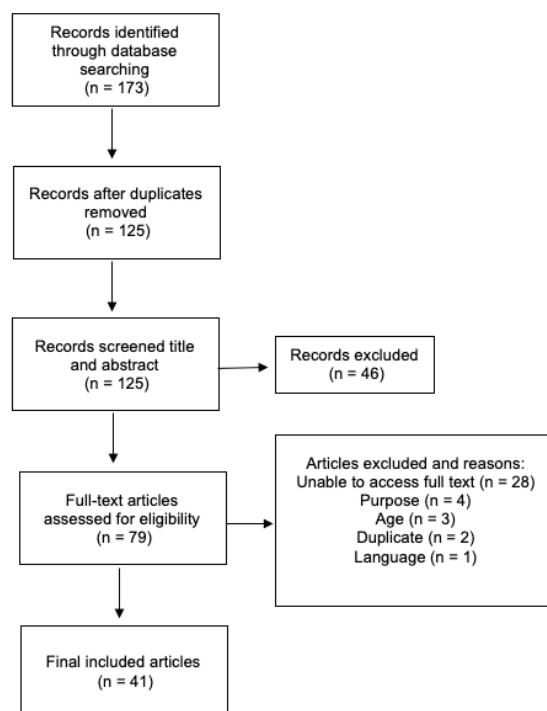 Records identified
through database
searching
(n = 173)
Records after duplicates
removed
(n = 125)
Records screened title
and abstract
(n = 125)
Records excluded
(n = 46)
Full-text articles
assessed for eligibility
(n = 79)
Articles excluded and reasons:
Unable to access full text (n = 28)
Purpose (n = 4)
Age (n = 3)
Duplicate (n = 2)
Language (n = 1)
Final included articles
(n = 41)